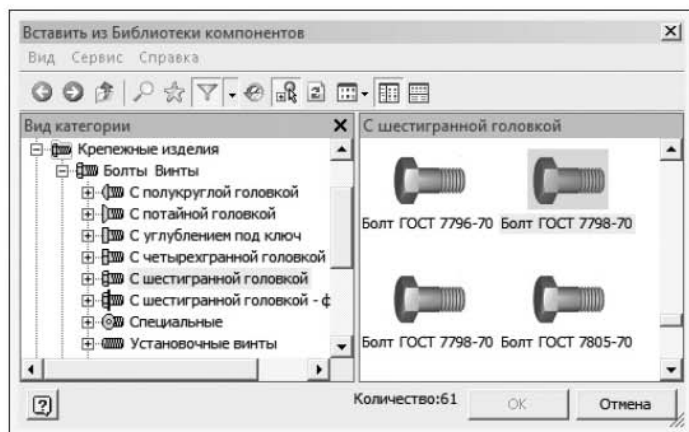 Вставить из Библиотеки компонентов
Вид Сервис Справка
Вид категории
Крепежные изделия
Болты Винты
С полукруглой головкой
С потайной головкой
С углублением под ключ
С четырехгранной головкой
С шестигранной головкой
С шестигранной головкой - ф
Специальные
Установочные винты
С шестигранной головкой
Болт ГОСТ 7796-70 Болт ГОСТ 7798-70
Болт ГОСТ 7798-70 Болт ГОСТ 7805-70
Количество:61
ОК
Отмена